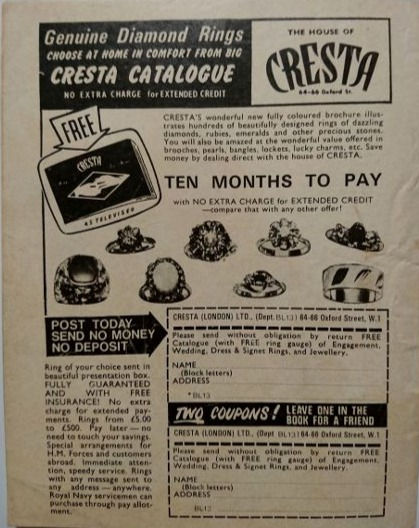 Genuine Diamond Rings
CHOOSE AT HOME IN COMFORT FROM BIG
CRESTA CATALOGUE
NO EXTRA CHARGE for EXTENDED CREDIT
THE HOUSE OF
CRESTA
64-66 Oxford St.
FREE
CRESTA
AS TELEVISED
CRESTA'S wonderful new fully coloured brochure illus-
trates hundreds of beautifully designed rings of dazzling
diamonds, rubies, emeralds and other precious stones.
You will also be amazed at the wonderful value offered in
brooches, pearls, bangles, lockets, lucky charms, etc. Save
money by dealing direct with the house of CRESTA.
TEN MONTHS TO PAY
with NO EXTRA CHARGE for EXTENDED CREDIT
—compare that with any other offer!
POST TODAY
SEND NO MONEY
NO DEPOSIT
Ring of your choice sent in
beautiful presentation box.
FULLY GUARANTEED
AND WITH FREE
INSURANCE! No extra
charge for extended pay-
ments. Rings from £5.00
to £500. Pay later — no
need to touch your savings.
Special arrangements for
H.M. Forces and customers
abroad. Immediate atten-
tion, speedy service. Rings
with any message sent to
any address — anywhere.
Royal Navy servicemen can
purchase through pay allot-
ment.
CRESTA (LONDON) LTD., (Dept. BL13) 64-66 Oxford Street, W.1
Please send without obligation by return FREE
Catalogue (with FREE ring gauge) of Engagement,
Wedding, Dress & Signet Rings, and Jewellery.
NAME
(Block letters)
ADDRESS
*BL13
TWO COUPONS! LEAVE ONE IN THE
BOOK FOR A FRIEND
CRESTA (LONDON) LTD., (Dept. BL13) 64-66 Oxford Street, W.1
Please send without obligation by return FREE
Catalogue (with FREE ring gauge) of Engagement,
Wedding, Dress & Signet Rings, and Jewellery.
NAME
(Block letters)
ADDRESS
BL13